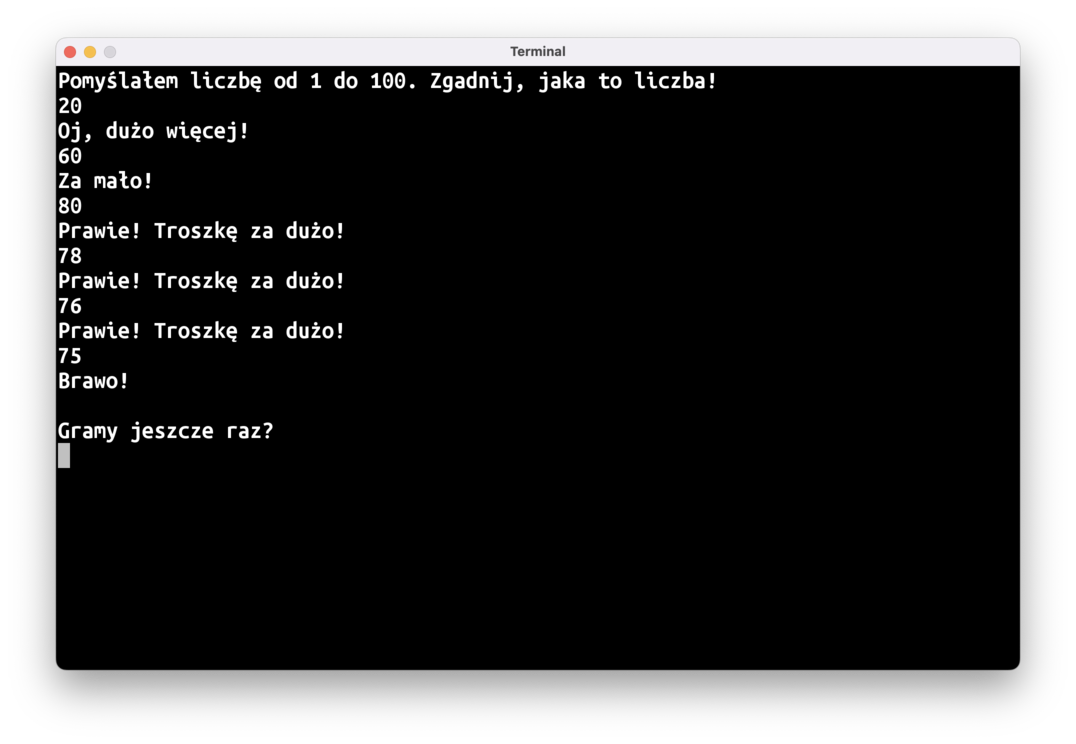 Terminal
Pomyślałem liczbę od 1 do 100. Zgadnij, jaka to liczba!
20
Oj, dużo więcej!
60
Za mało!
80
Prawie! Troszkę za dużo!
78
Prawie! Troszkę za dużo!
76
Prawie! Troszkę za dużo!
75
Brawo!
Gramy jeszcze raz?